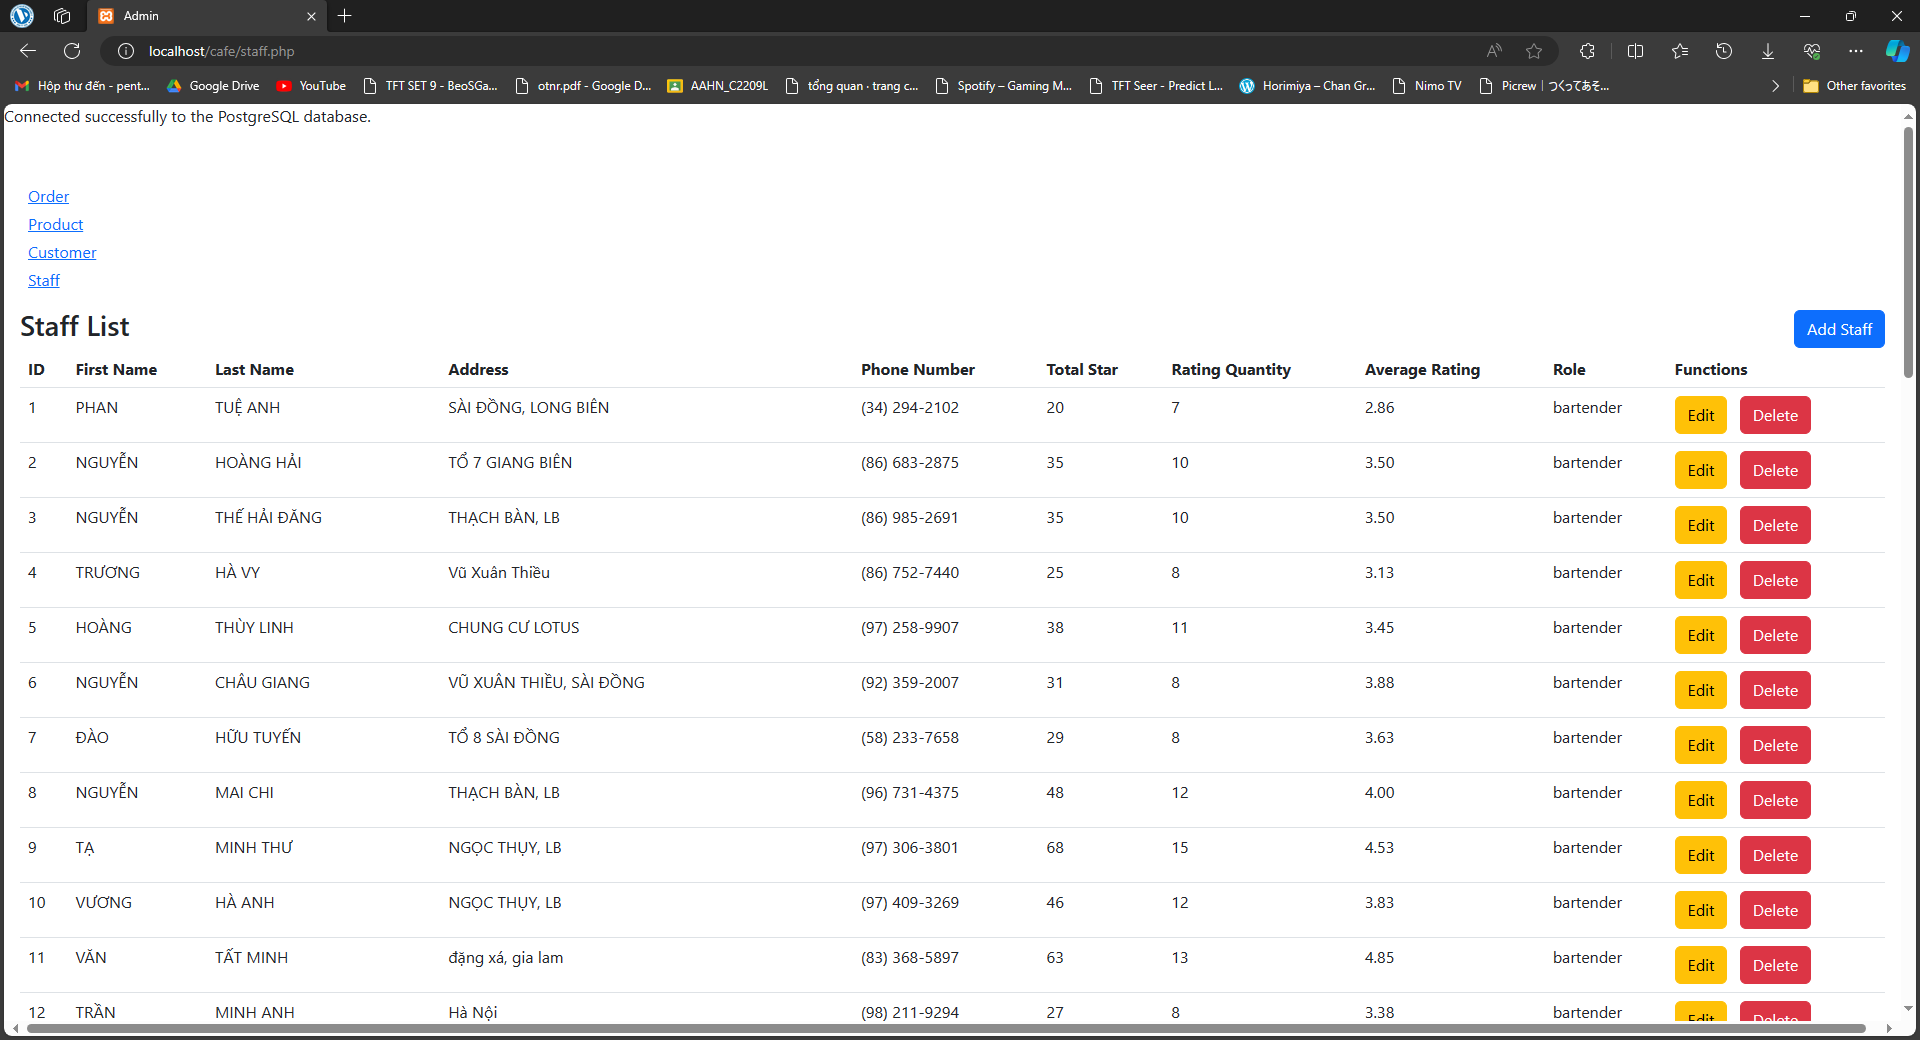 Admin
localhost/cafe/staff.php
Hộp thư đến - pent... Google Drive YouTube TFT SET 9 - BeoSGa... otnr.pdf - Google D... AAHN_C2209L tổng quan · trang c... Spotify – Gaming M... TFT Seer - Predict L... Horimiya – Chan Gr... Nimo TV Picrew | つくってあそ... Other favorites
Connected successfully to the PostgreSQL database.
Order
Product
Customer
Staff
Staff List Add Staff
ID First Name Last Name Address Phone Number Total Star Rating Quantity Average Rating Role Functions
1 PHAN TUỆ ANH SÀI ĐỒNG, LONG BIÊN (34) 294-2102 20 7 2.86 bartender Edit Delete
2 NGUYỄN HOÀNG HẢI TỔ 7 GIANG BIÊN (86) 683-2875 35 10 3.50 bartender Edit Delete
3 NGUYỄN THẾ HẢI ĐĂNG THẠCH BÀN, LB (86) 985-2691 35 10 3.50 bartender Edit Delete
4 TRƯƠNG HÀ VY Vũ Xuân Thiều (86) 752-7440 25 8 3.13 bartender Edit Delete
5 HOÀNG THÙY LINH CHUNG CƯ LOTUS (97) 258-9907 38 11 3.45 bartender Edit Delete
6 NGUYỄN CHÂU GIANG VŨ XUÂN THIỀU, SÀI ĐỒNG (92) 359-2007 31 8 3.88 bartender Edit Delete
7 ĐÀO HỮU TUYẾN TỔ 8 SÀI ĐỒNG (58) 233-7658 29 8 3.63 bartender Edit Delete
8 NGUYỄN MAI CHI THẠCH BÀN, LB (96) 731-4375 48 12 4.00 bartender Edit Delete
9 TẠ MINH THƯ NGỌC THỤY, LB (97) 306-3801 68 15 4.53 bartender Edit Delete
10 VƯƠNG HÀ ANH NGỌC THỤY, LB (97) 409-3269 46 12 3.83 bartender Edit Delete
11 VĂN TẤT MINH đặng xá, gia lam (83) 368-5897 63 13 4.85 bartender Edit Delete
12 TRẦN MINH ANH Hà Nội (98) 211-9294 27 8 3.38 bartender Edit Delete